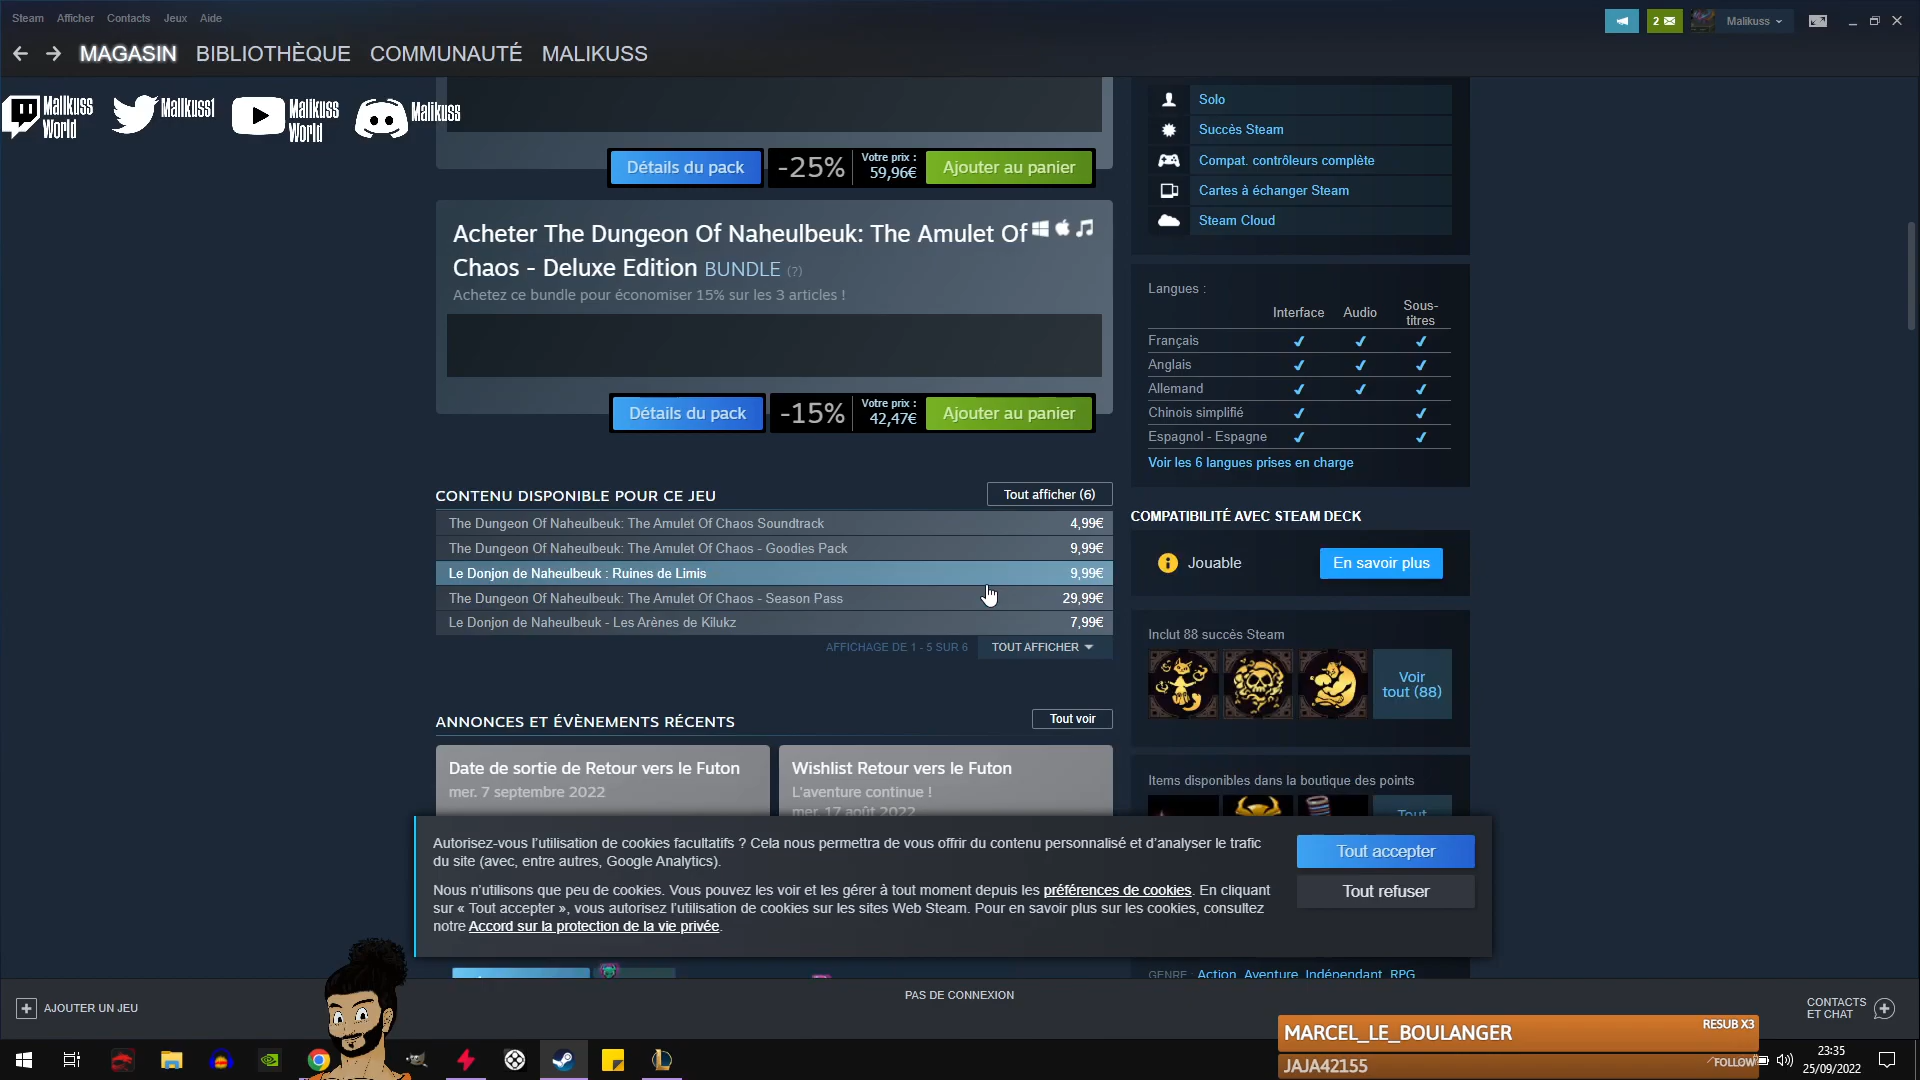 Steam Afficher Contacts Jeux Aide
2
Malikuss
MAGASIN BIBLIOTHÈQUE COMMUNAUTÉ MALIKUSS
Malikuss World
Malikuss1
Malikuss World
Malikuss
Détails du pack
-25%
Votre prix :
59,96€
Ajouter au panier
Acheter The Dungeon Of Naheulbeuk: The Amulet Of
Chaos - Deluxe Edition BUNDLE (?)
Achetez ce bundle pour économiser 15% sur les 3 articles !
Détails du pack
-15%
Votre prix :
42,47€
Ajouter au panier
CONTENU DISPONIBLE POUR CE JEU
Tout afficher (6)
The Dungeon Of Naheulbeuk: The Amulet Of Chaos Soundtrack 4,99€
The Dungeon Of Naheulbeuk: The Amulet Of Chaos - Goodies Pack 9,99€
Le Donjon de Naheulbeuk : Ruines de Limis 9,99€
The Dungeon Of Naheulbeuk: The Amulet Of Chaos - Season Pass 29,99€
Le Donjon de Naheulbeuk - Les Arènes de Kilukz 7,99€
AFFICHAGE DE 1 - 5 SUR 6 TOUT AFFICHER
ANNONCES ET ÉVÈNEMENTS RÉCENTS
Tout voir
Date de sortie de Retour vers le Futon
mer. 7 septembre 2022
Wishlist Retour vers le Futon
L'aventure continue !
mer. 17 août 2022
Solo
Succès Steam
Compat. contrôleurs complète
Cartes à échanger Steam
Steam Cloud
Langues :
Interface Audio Sous-
titres
Français
Anglais
Allemand
Chinois simplifié
Espagnol - Espagne
Voir les 6 langues prises en charge
COMPATIBILITÉ AVEC STEAM DECK
Jouable
En savoir plus
Inclut 88 succès Steam
Voir
tout (88)
Items disponibles dans la boutique des points
Tout
Autorisez-vous l'utilisation de cookies facultatifs ? Cela nous permettra de vous offrir du contenu personnalisé et d'analyser le trafic
du site (avec, entre autres, Google Analytics).
Nous n'utilisons que peu de cookies. Vous pouvez les voir et les gérer à tout moment depuis les préférences de cookies. En cliquant
sur « Tout accepter », vous autorisez l'utilisation de cookies sur les sites Web Steam. Pour en savoir plus sur les cookies, consultez
notre Accord sur la protection de la vie privée.
Tout accepter
Tout refuser
GENRE : Action, Aventure, Indépendant, RPG
AJOUTER UN JEU
PAS DE CONNEXION
CONTACTS
ET CHAT
MARCEL_LE_BOULANGER RESUB X3
JAJA42155 FOLLOW
23:35
25/09/2022